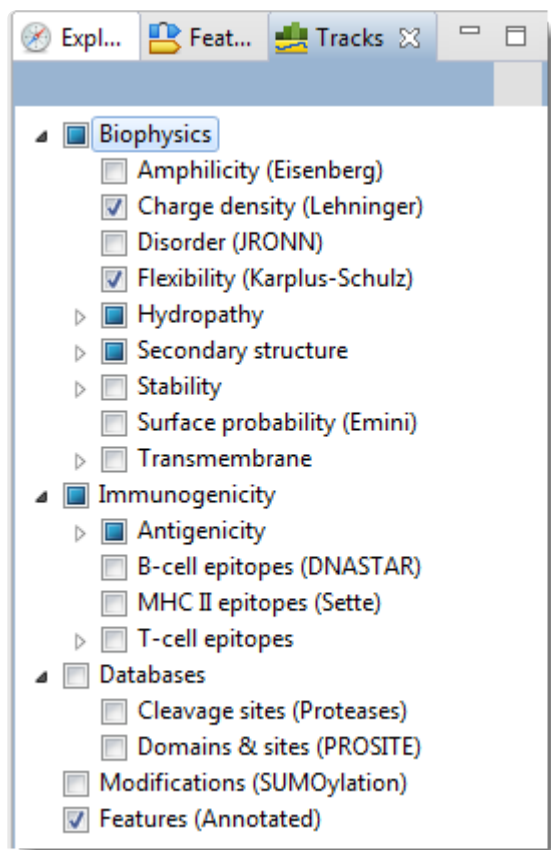 Expl... Feat... Tracks
Biophysics
Amphilicity (Eisenberg)
Charge density (Lehninger)
Disorder (JRONN)
Flexibility (Karplus-Schulz)
Hydropathy
Secondary structure
Stability
Surface probability (Emini)
Transmembrane
Immunogenicity
Antigenicity
B-cell epitopes (DNASTAR)
MHC II epitopes (Sette)
T-cell epitopes
Databases
Cleavage sites (Proteases)
Domains & sites (PROSITE)
Modifications (SUMOylation)
Features (Annotated)